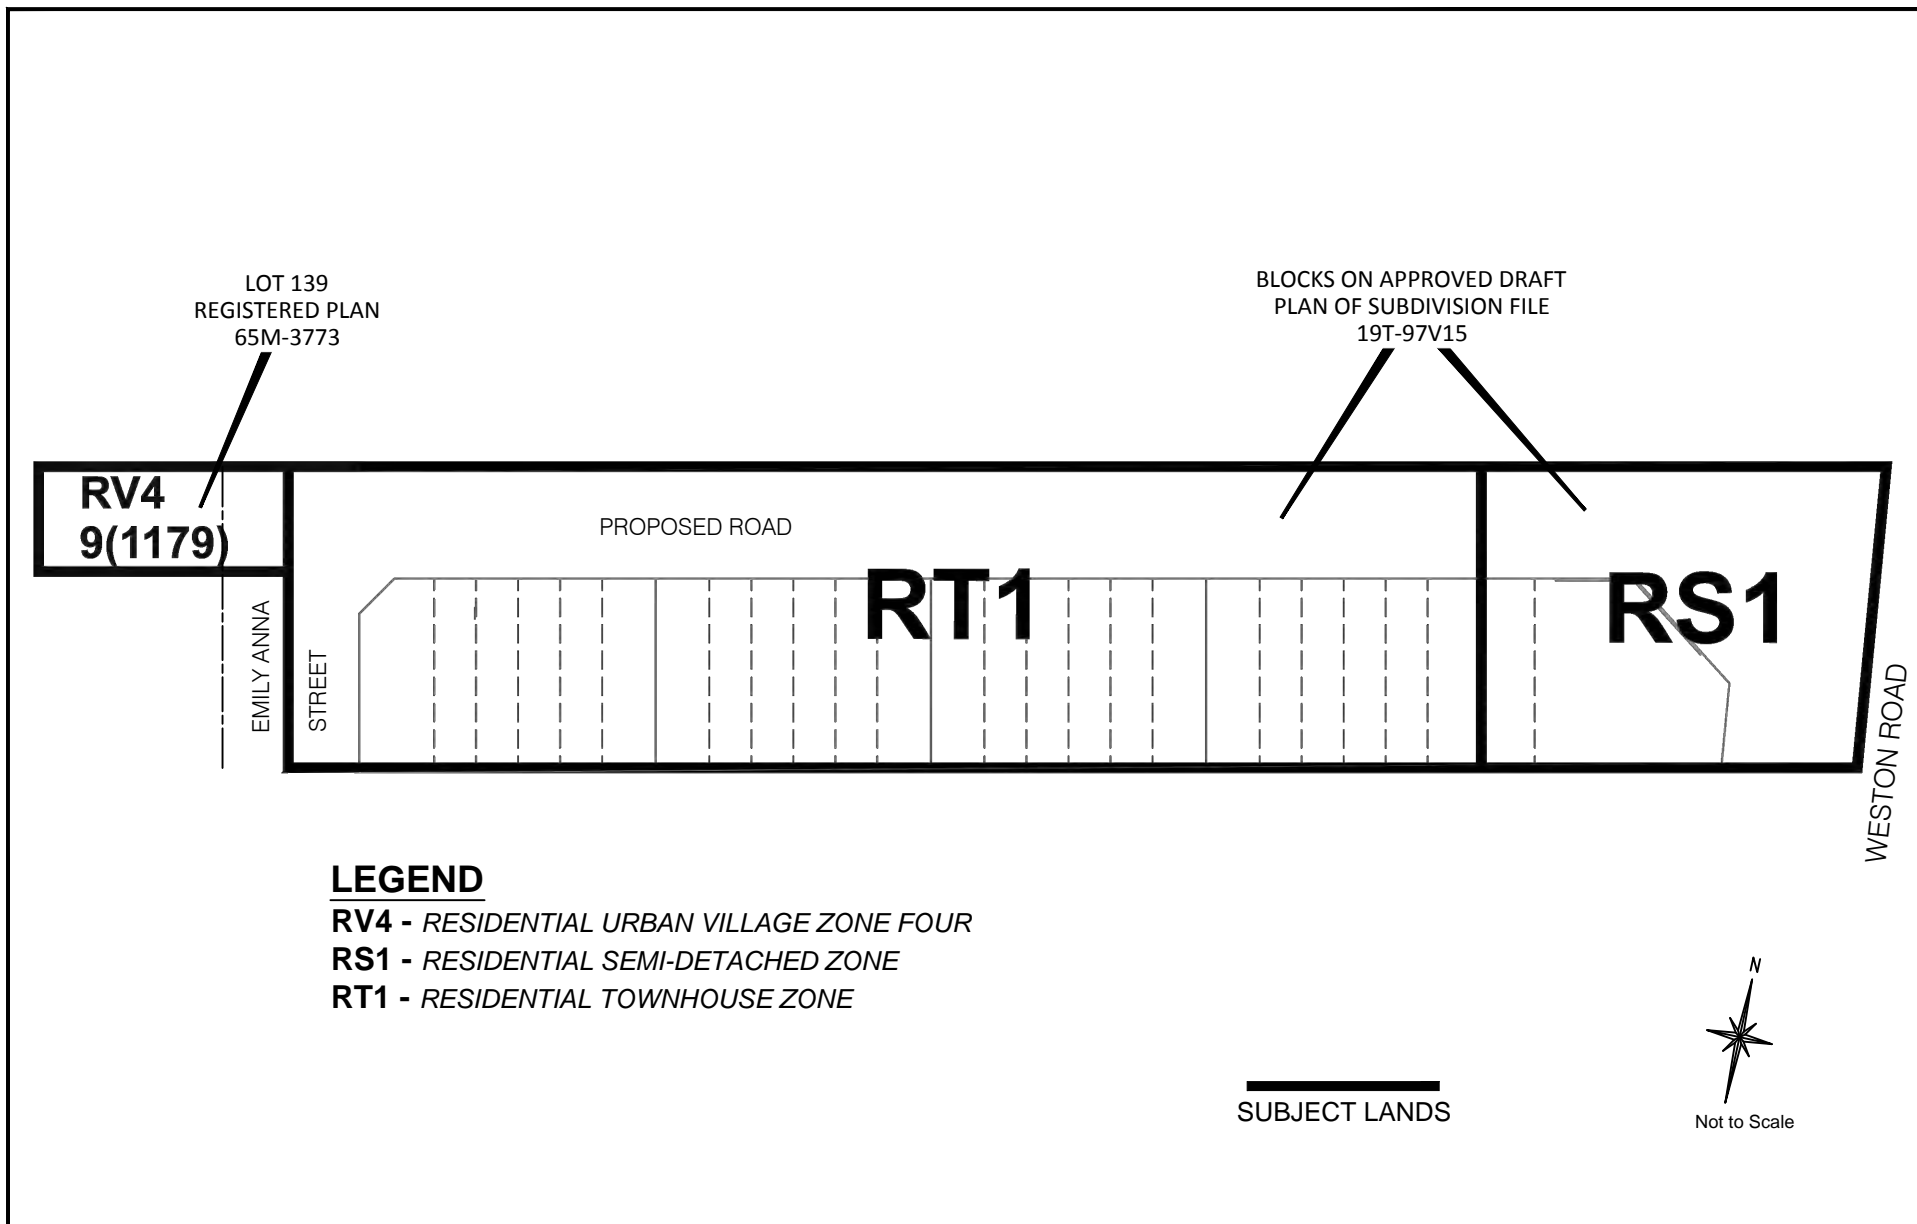 LOT 139
REGISTERED PLAN
65M-3773
BLOCKS ON APPROVED DRAFT
PLAN OF SUBDIVISION FILE
19T-97V15
RV4
9(1179)
PROPOSED ROAD
RT1
RS1
EMILY ANNA
STREET
WESTON ROAD
LEGEND
RV4 - RESIDENTIAL URBAN VILLAGE ZONE FOUR
RS1 - RESIDENTIAL SEMI-DETACHED ZONE
RT1 - RESIDENTIAL TOWNHOUSE ZONE
N
SUBJECT LANDS
Not to Scale